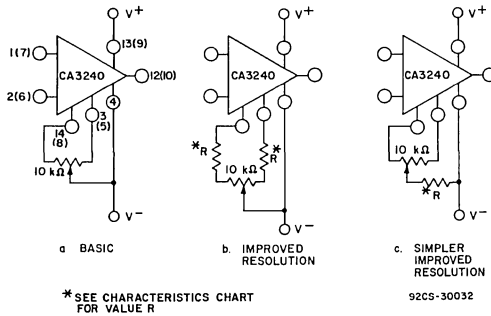 V+
V+
V+
1(7)
13(9)
CA3240
12(10)
CA3240
CA3240
2(6)
4
3
(5)
14
(8)
10 kΩ
*R
10 kΩ
*R
10 kΩ
*R
V−
V−
V−
a BASIC
b. IMPROVED
RESOLUTION
c. SIMPLER
IMPROVED
RESOLUTION
*SEE CHARACTERISTICS CHART
FOR VALUE R
92CS-30032